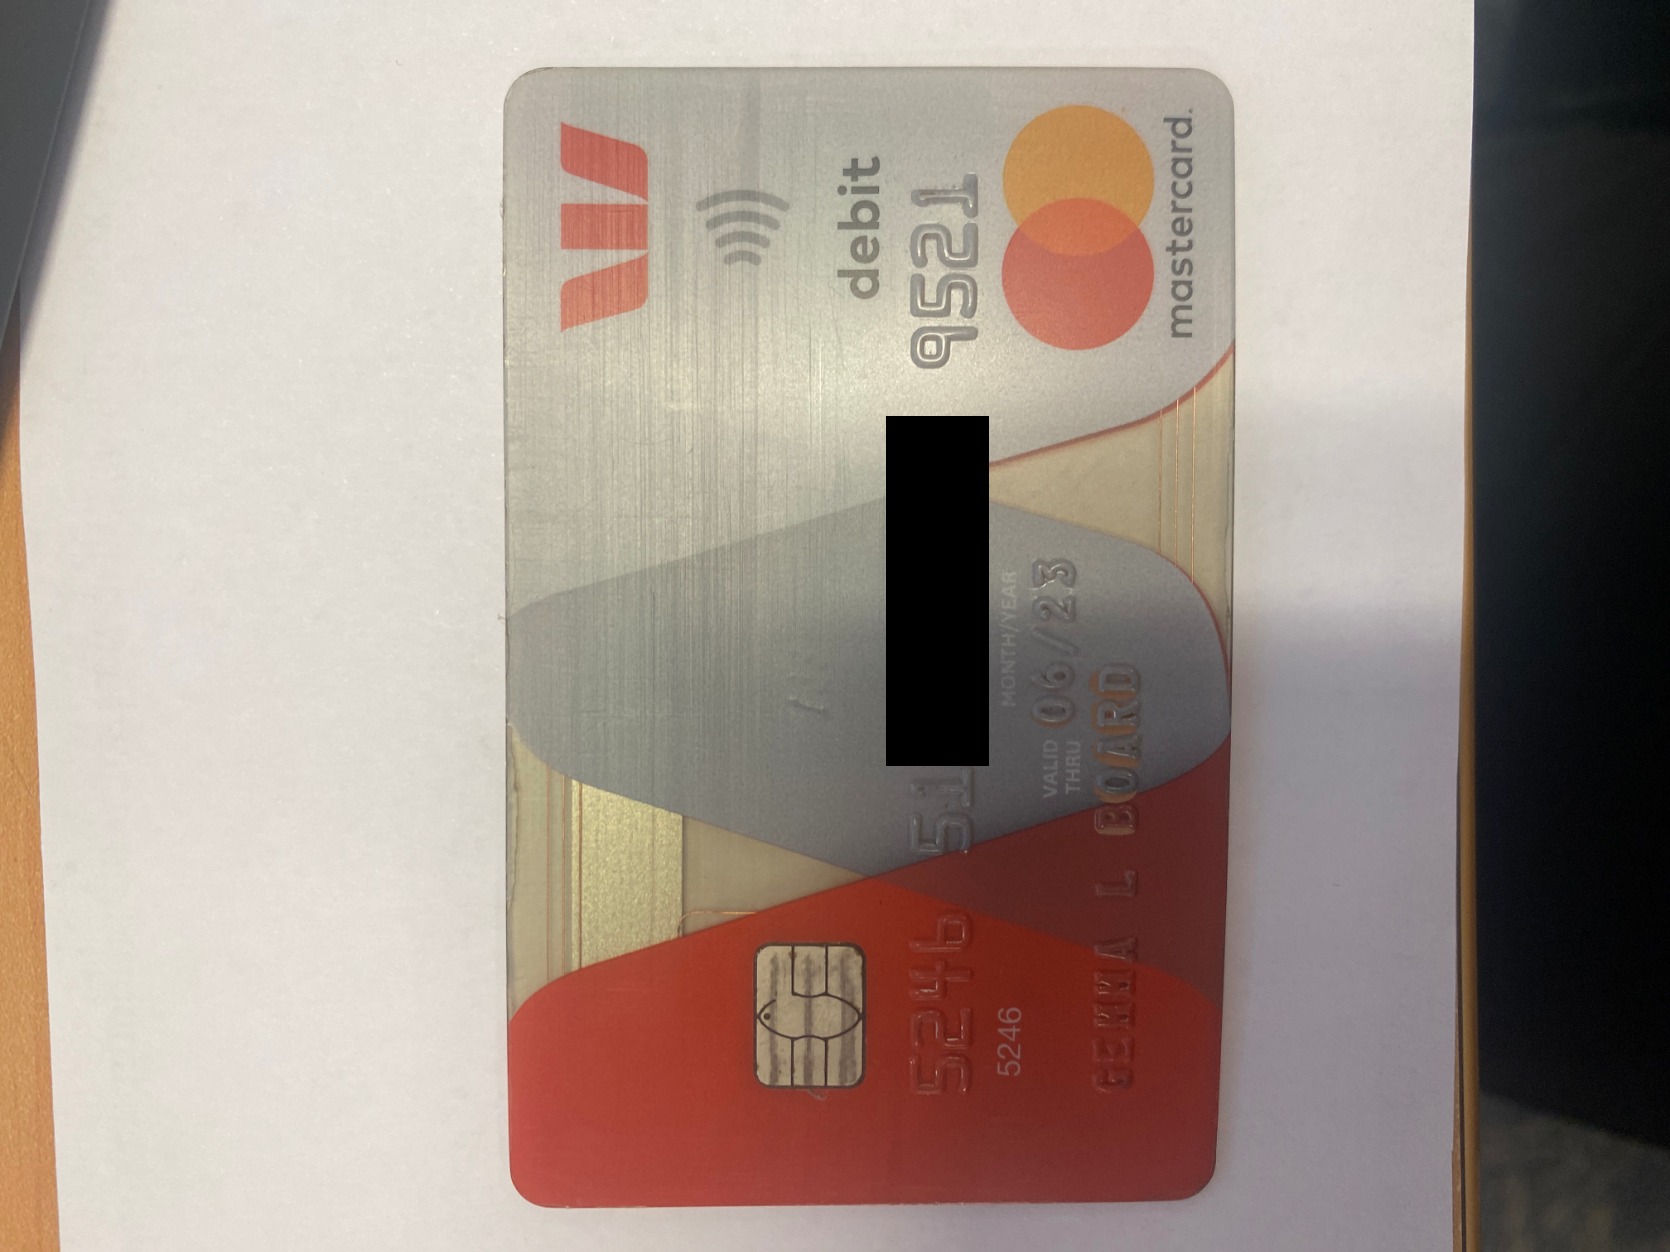 debit
5246 51 9521
5246 MONTH/YEAR
VALID THRU 06/23
GEMMA L BOARD
mastercard.